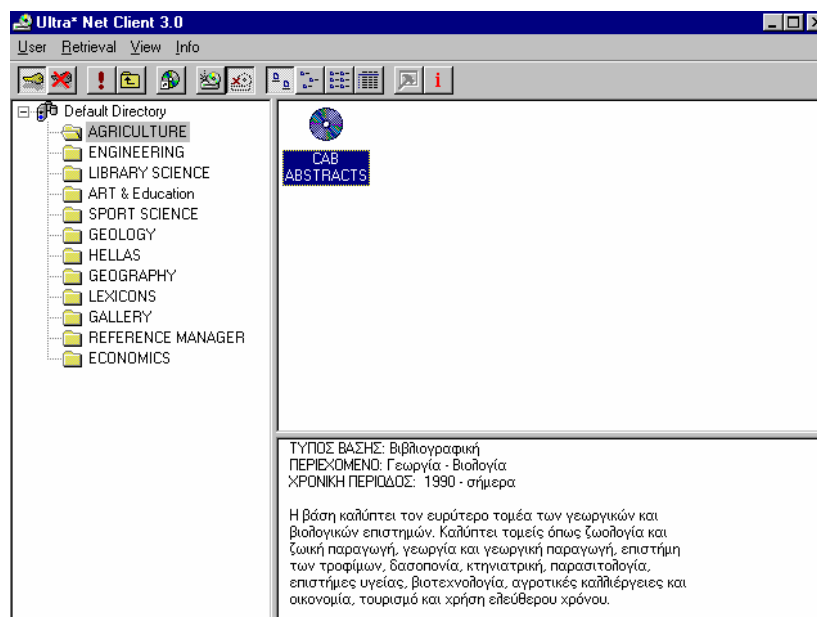 Ultra* Net Client 3.0
User Retrieval View Info
Default Directory
AGRICULTURE
ENGINEERING
LIBRARY SCIENCE
ART & Education
SPORT SCIENCE
GEOLOGY
HELLAS
GEOGRAPHY
LEXICONS
GALLERY
REFERENCE MANAGER
ECONOMICS
CAB
ABSTRACTS
ΤΥΠΟΣ ΒΑΣΗΣ: Βιβλιογραφική
ΠΕΡΙΕΧΟΜΕΝΟ: Γεωργία - Βιολογία
ΧΡΟΝΙΚΗ ΠΕΡΙΟΔΟΣ: 1990 - σήμερα
Η βάση καλύπτει τον ευρύτερο τομέα των γεωργικών και
βιολογικών επιστημών. Καλύπτει τομείς όπως ζωολογία και
ζωική παραγωγή, γεωργία και γεωργική παραγωγή, επιστήμη
των τροφίμων, δασοπονία, κτηνιατρική, παρασιτολογία,
επιστήμες υγείας, βιοτεχνολογία, αγροτικές καλλιέργειες και
οικονομία, τουρισμό και χρήση ελεύθερου χρόνου.